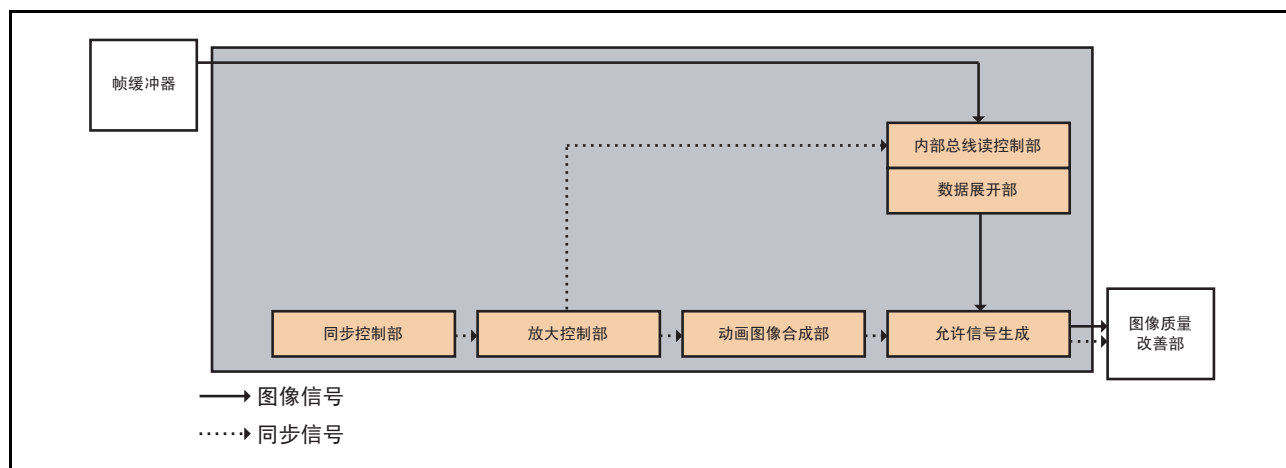 帧缓冲器
内部总线读控制部
数据展开部
同步控制部
放大控制部
动画图像合成部
允许信号生成
图像质量
改善部
图像信号
同步信号